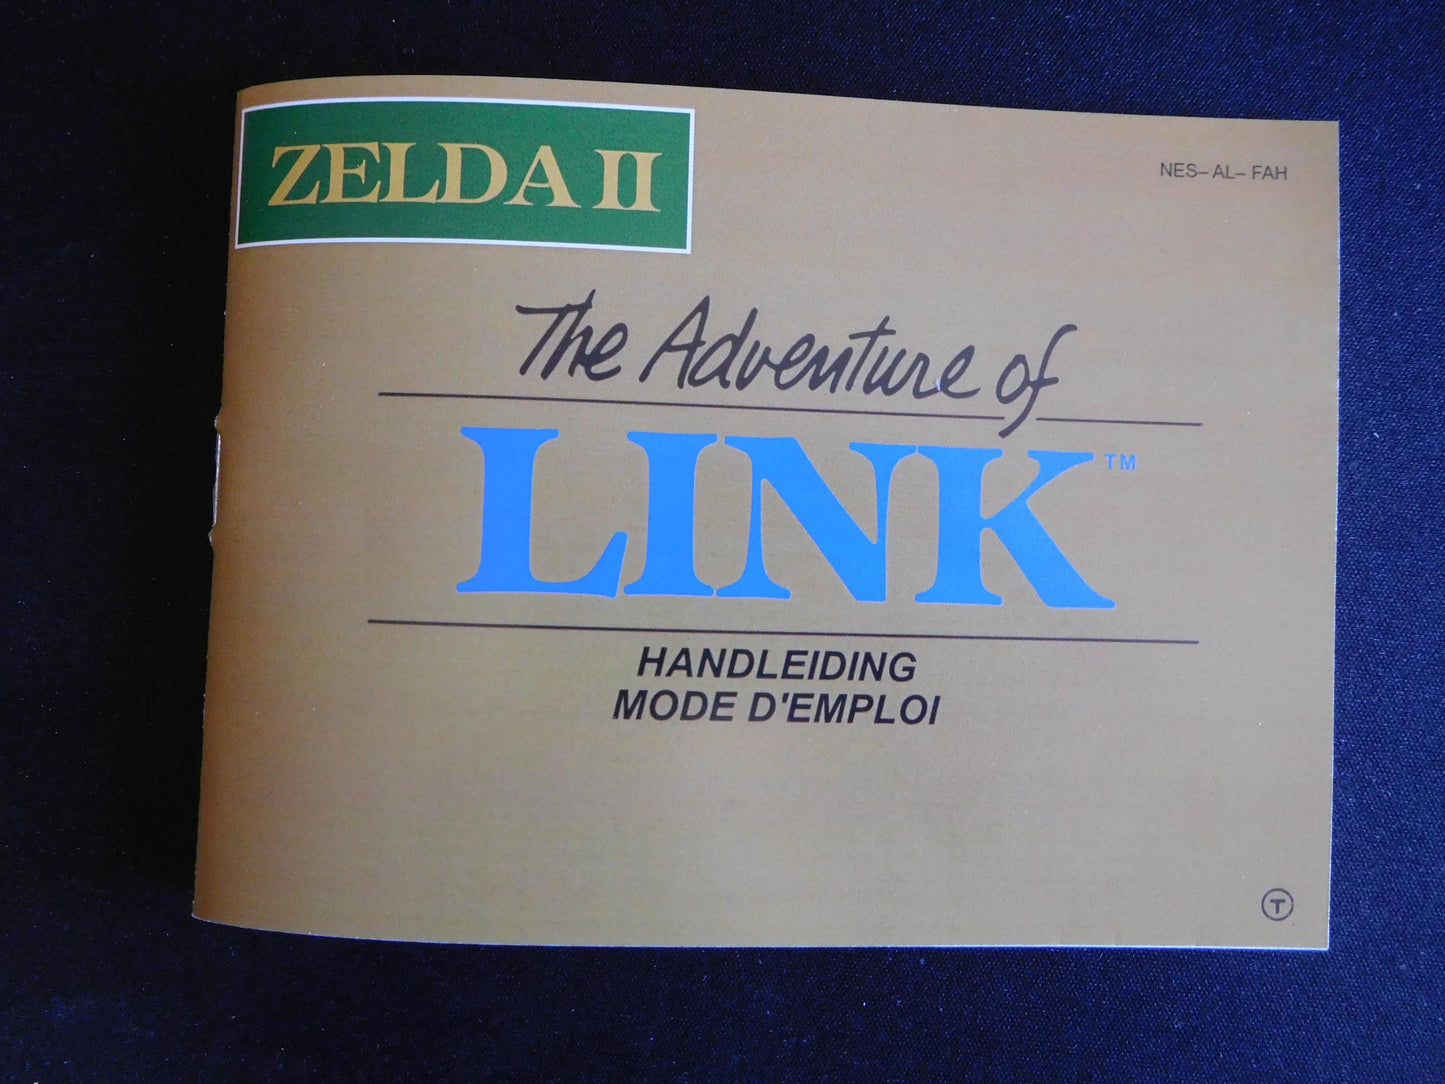 ZELDA II
NES– AL– FAH
The Adventure of
LINK™
HANDLEIDING
MODE D'EMPLOI
T